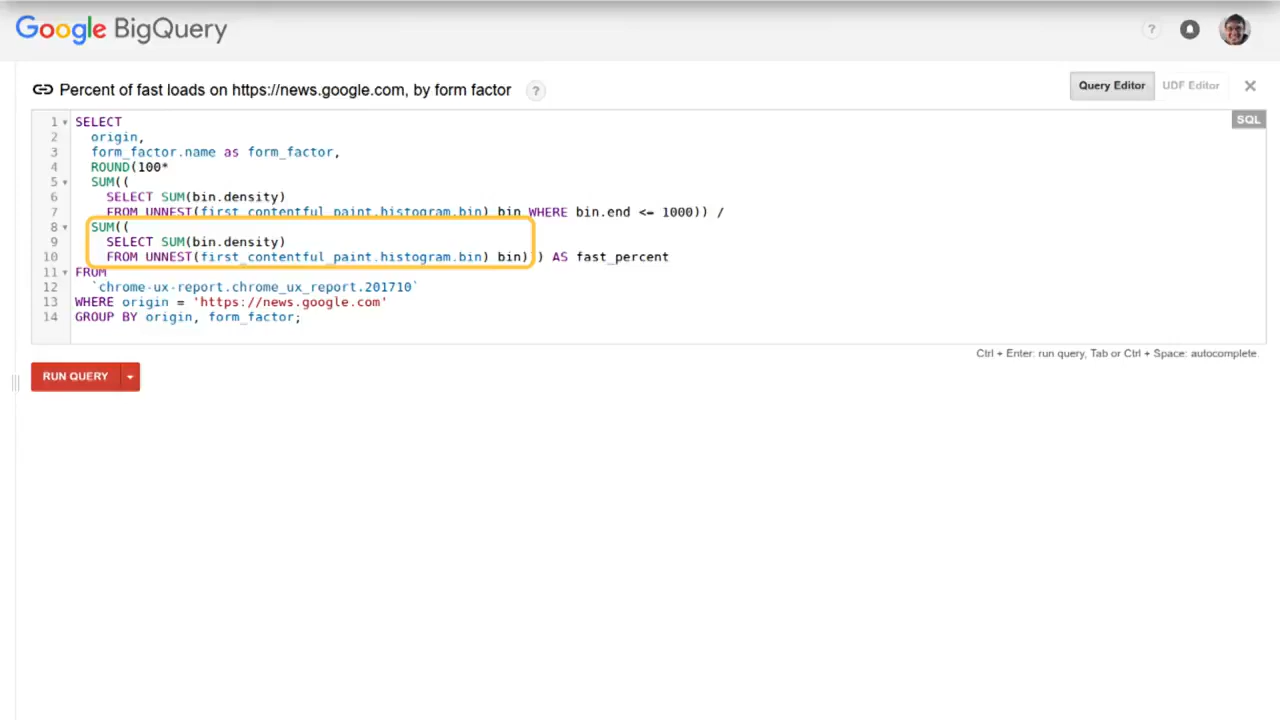 Google BigQuery
?
Percent of fast loads on https://news.google.com, by form factor ?
Query Editor UDF Editor
SQL
1 SELECT
2 origin,
3 form_factor.name as form_factor,
4 ROUND(100*
5 SUM((
6 SELECT SUM(bin.density)
7 FROM UNNEST(first_contentful_paint.histogram.bin) bin WHERE bin.end <= 1000)) /
8 SUM((
9 SELECT SUM(bin.density)
10 FROM UNNEST(first_contentful_paint.histogram.bin) bin) ) AS fast_percent
11 FROM
12 `chrome-ux-report.chrome_ux_report.201710`
13 WHERE origin = 'https://news.google.com'
14 GROUP BY origin, form_factor;
Ctrl + Enter: run query, Tab or Ctrl + Space: autocomplete.
RUN QUERY